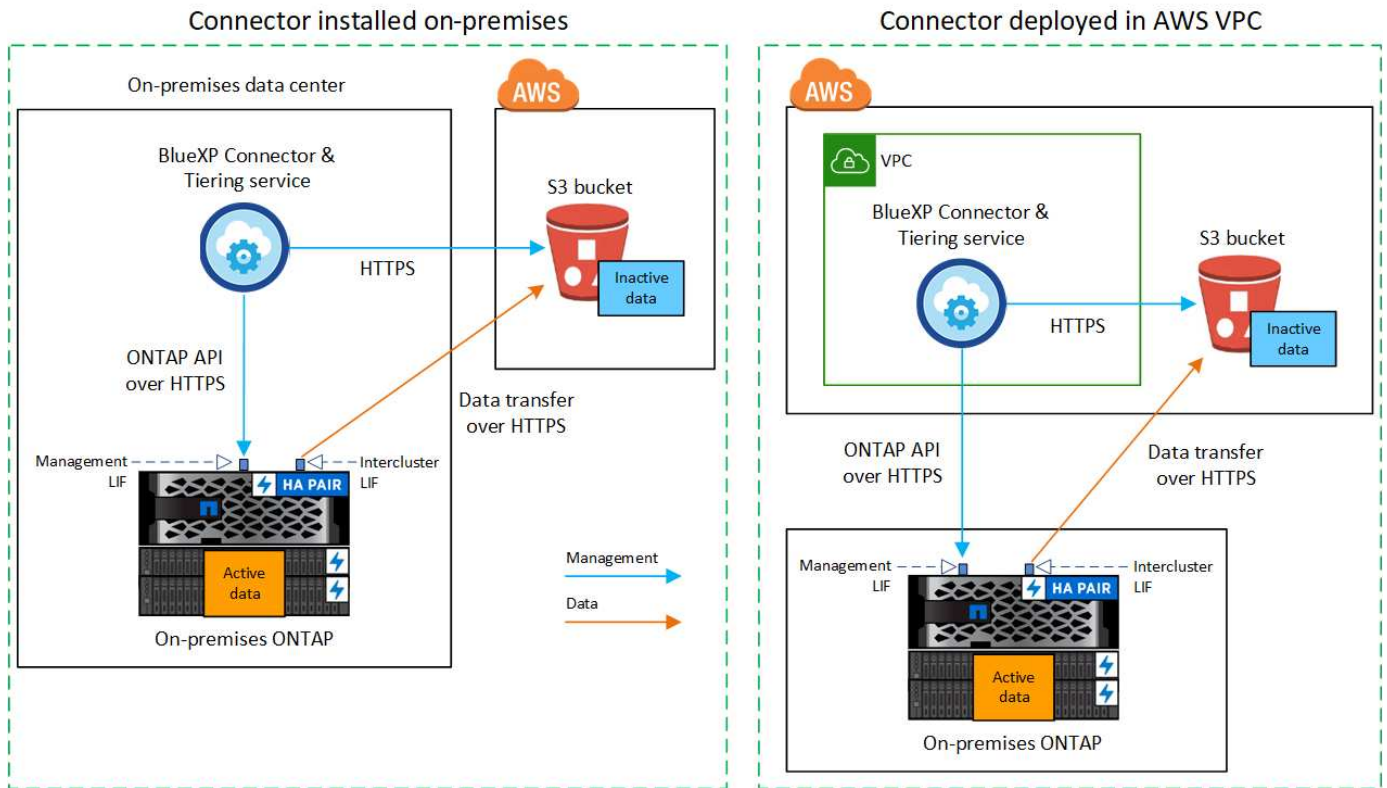 Connector installed on-premises
On-premises data center
AWS
BlueXP Connector &
Tiering service
S3 bucket
HTTPS
Inactive
data
ONTAP API
over HTTPS
Data transfer
over HTTPS
Management
LIF
Intercluster
LIF
HA PAIR
Active
data
On-premises ONTAP
Management
Data
Connector deployed in AWS VPC
AWS
VPC
BlueXP Connector &
Tiering service
S3 bucket
HTTPS
Inactive
data
ONTAP API
over HTTPS
Data transfer
over HTTPS
Management
LIF
Intercluster
LIF
HA PAIR
Active
data
On-premises ONTAP